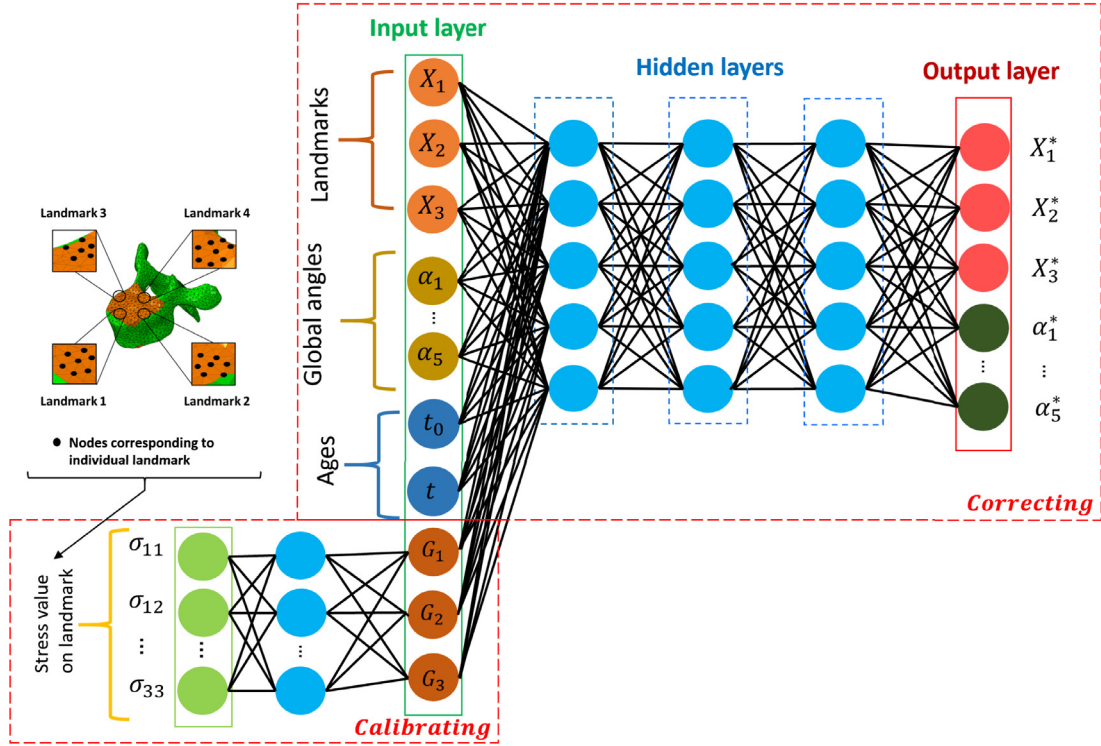 Input layer
Hidden layers
Output layer
Landmarks
X₁
X₂
X₃
Global angles
α₁
...
α₅
Ages
t₀
t
G₁
G₂
G₃
X₁*
X₂*
X₃*
α₁*
... ...
α₅*
Correcting
Landmark 3
Landmark 4
Landmark 1
Landmark 2
● Nodes corresponding to
individual landmark
Stress value
on landmark
σ₁₁
σ₁₂
... ... ...
σ₃₃
Calibrating